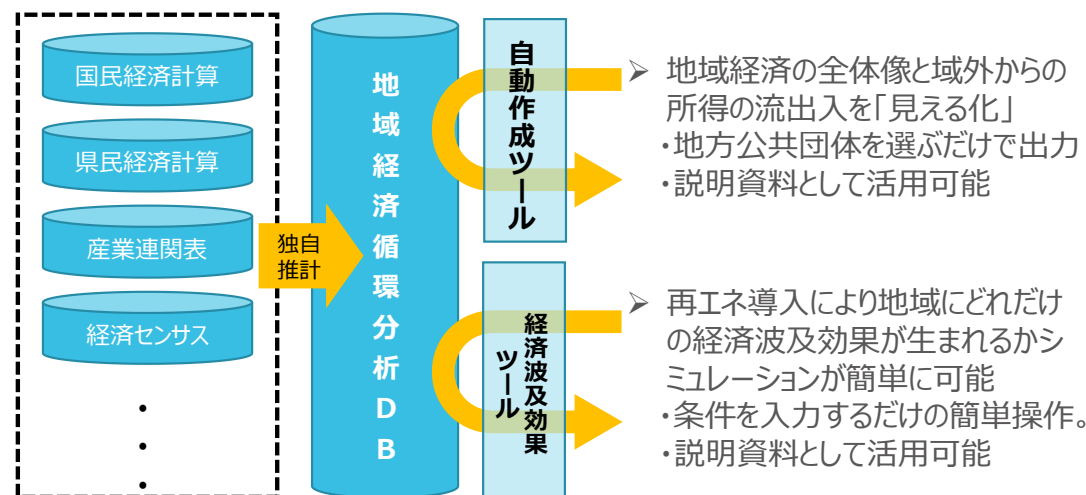 国民経済計算
県民経済計算
産業連関表
経済センサス
・
・
・
独自
推計
地域経済循環分析DB
自動作成ツール
➢ 地域経済の全体像と域外からの
所得の流出入を「見える化」
・地方公共団体を選ぶだけで出力
・説明資料として活用可能
経済波及効果
ツール
➢ 再エネ導入により地域にどれだけ
の経済波及効果が生まれるかシ
ミュレーションが簡単に可能
・条件を入力するだけの簡単操作。
・説明資料として活用可能